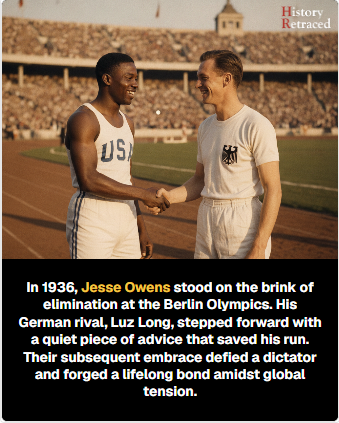 History
Retraced
USA
In 1936, Jesse Owens stood on the brink of
elimination at the Berlin Olympics. His
German rival, Luz Long, stepped forward with
a quiet piece of advice that saved his run.
Their subsequent embrace defied a dictator
and forged a lifelong bond amidst global
tension.